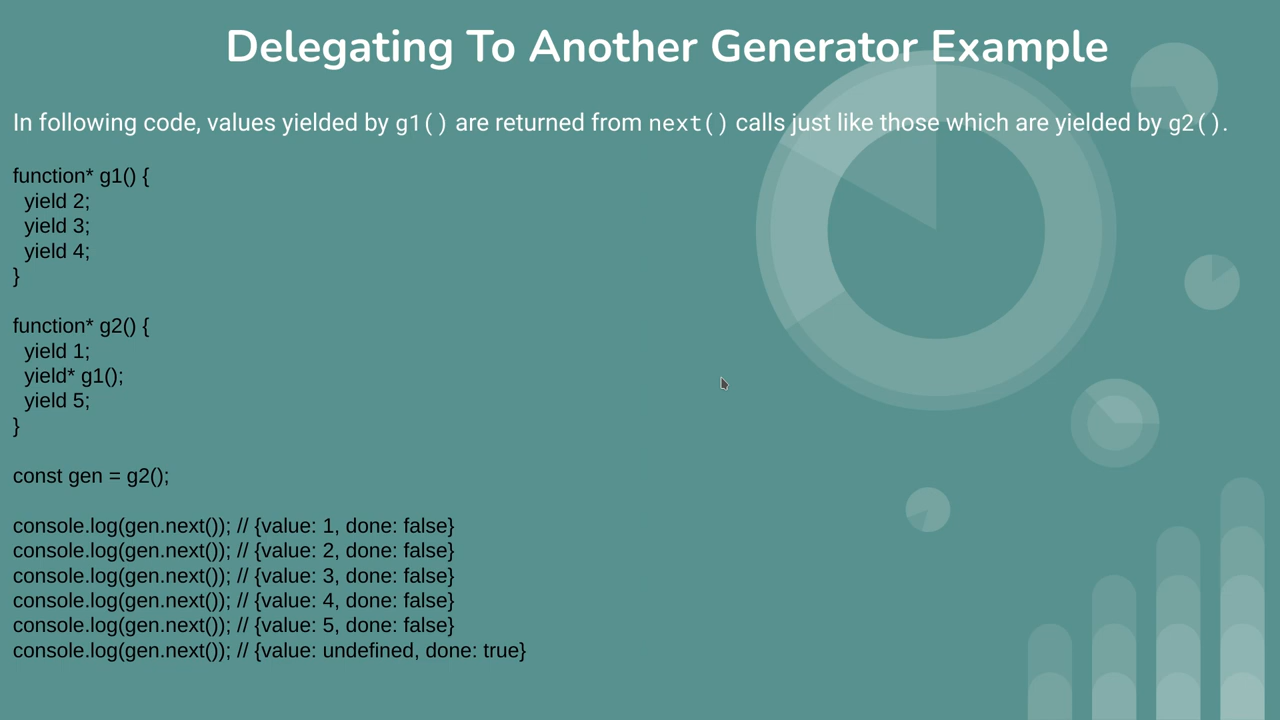 Delegating To Another Generator Example
In following code, values yielded by g1() are returned from next() calls just like those which are yielded by g2().
function* g1() {
  yield 2;
  yield 3;
  yield 4;
}
function* g2() {
  yield 1;
  yield* g1();
  yield 5;
}
const gen = g2();
console.log(gen.next()); // {value: 1, done: false}
console.log(gen.next()); // {value: 2, done: false}
console.log(gen.next()); // {value: 3, done: false}
console.log(gen.next()); // {value: 4, done: false}
console.log(gen.next()); // {value: 5, done: false}
console.log(gen.next()); // {value: undefined, done: true}